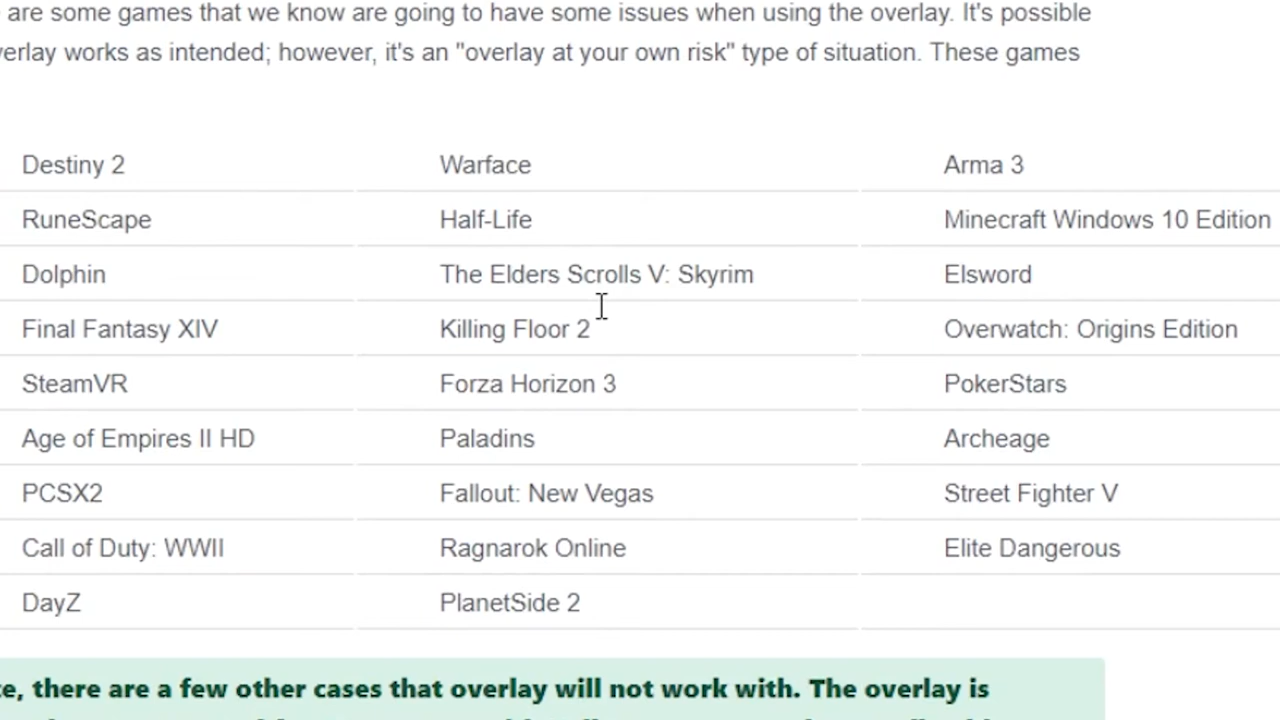 are some games that we know are going to have some issues when using the overlay. It's possible
verlay works as intended; however, it's an "overlay at your own risk" type of situation. These games
Destiny 2 Warface Arma 3
RuneScape Half-Life Minecraft Windows 10 Edition
Dolphin The Elders Scrolls V: Skyrim Elsword
Final Fantasy XIV Killing Floor 2 Overwatch: Origins Edition
SteamVR Forza Horizon 3 PokerStars
Age of Empires II HD Paladins Archeage
PCSX2 Fallout: New Vegas Street Fighter V
Call of Duty: WWII Ragnarok Online Elite Dangerous
DayZ PlanetSide 2
e, there are a few other cases that overlay will not work with. The overlay is